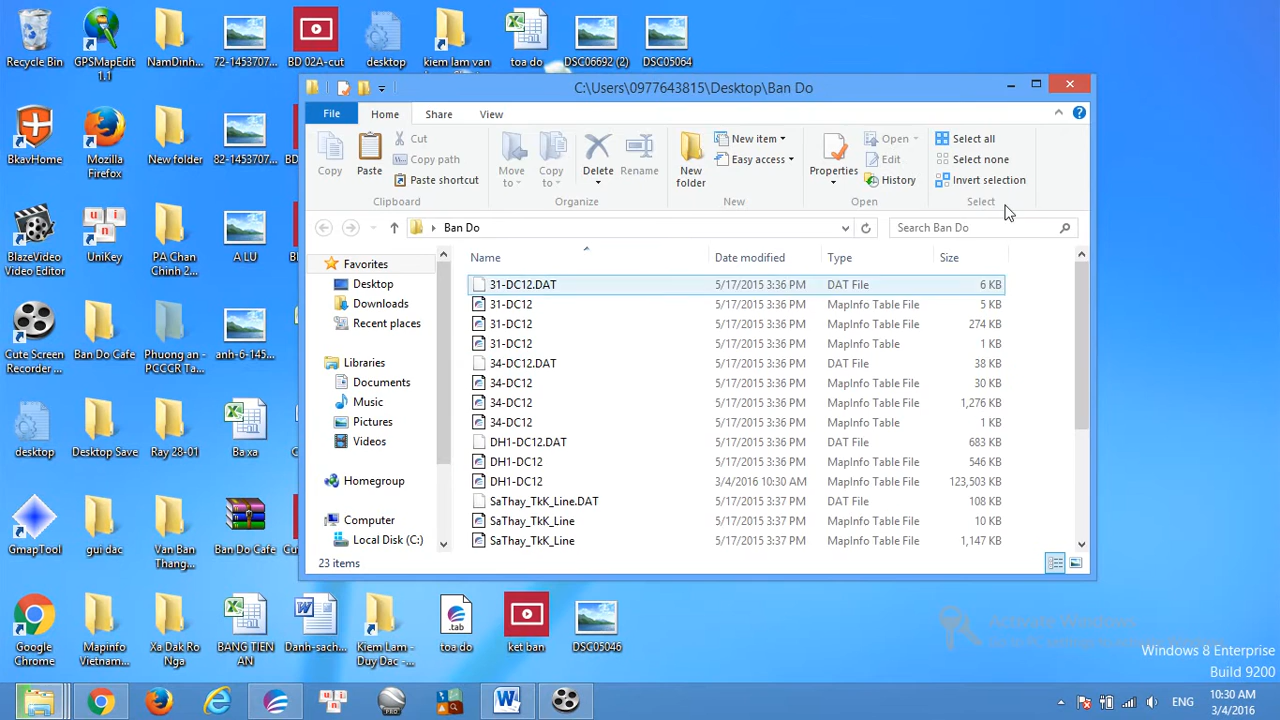 Recycle Bin
GPSMapEdit 1.1
NamDinh...
72-1453707...
BD 02A-cut
desktop
kiem lam van
toa do
DSC06692 (2)
DSC05064
BkavHome
Mozilla Firefox
New folder
82-1453707...
BlazeVideo Video Editor
UniKey
PA Chan Chinh 2...
A LU
Cute Screen Recorder ...
Ban Do Cafe
Phuong an - PCCGR Ta...
anh-6-145...
desktop
Desktop Save
Ray 28-01
Ba xa
GmapTool
gui dac
Van Ban Thang...
Ban Do Cafe
Google Chrome
Mapinfo Vietnam...
Xa Dak Ro Nga
BANG TIEN AN
Danh-sach...
Kiem Lam - Duy Dac -...
.tab
toa do
ket ban
DSC05046
C:\Users\0977643815\Desktop\Ban Do
File Home Share View
Copy
Paste
Cut
Copy path
Paste shortcut
Clipboard
Move to
Copy to
Delete
Rename
Organize
New folder
New item
Easy access
New
Properties
Open
Edit
History
Open
Select all
Select none
Invert selection
Select
Ban Do
Search Ban Do
Favorites
Desktop
Downloads
Recent places
Libraries
Documents
Music
Pictures
Videos
Homegroup
Computer
Local Disk (C:)
Name Date modified Type Size
31-DC12.DAT 5/17/2015 3:36 PM DAT File 6 KB
31-DC12 5/17/2015 3:36 PM MapInfo Table File 5 KB
31-DC12 5/17/2015 3:36 PM MapInfo Table File 274 KB
31-DC12 5/17/2015 3:36 PM MapInfo Table 1 KB
34-DC12.DAT 5/17/2015 3:36 PM DAT File 38 KB
34-DC12 5/17/2015 3:36 PM MapInfo Table File 30 KB
34-DC12 5/17/2015 3:36 PM MapInfo Table File 1,276 KB
34-DC12 5/17/2015 3:36 PM MapInfo Table 1 KB
DH1-DC12.DAT 5/17/2015 3:36 PM DAT File 683 KB
DH1-DC12 5/17/2015 3:36 PM MapInfo Table File 546 KB
DH1-DC12 3/4/2016 10:30 AM MapInfo Table File 123,503 KB
SaThay_TkK_Line.DAT 5/17/2015 3:37 PM DAT File 108 KB
SaThay_TkK_Line 5/17/2015 3:37 PM MapInfo Table File 10 KB
SaThay_TkK_Line 5/17/2015 3:37 PM MapInfo Table File 1,147 KB
23 items
Activate Windows
Windows 8 Enterprise
Build 9200
PRO
ENG
10:30 AM
3/4/2016